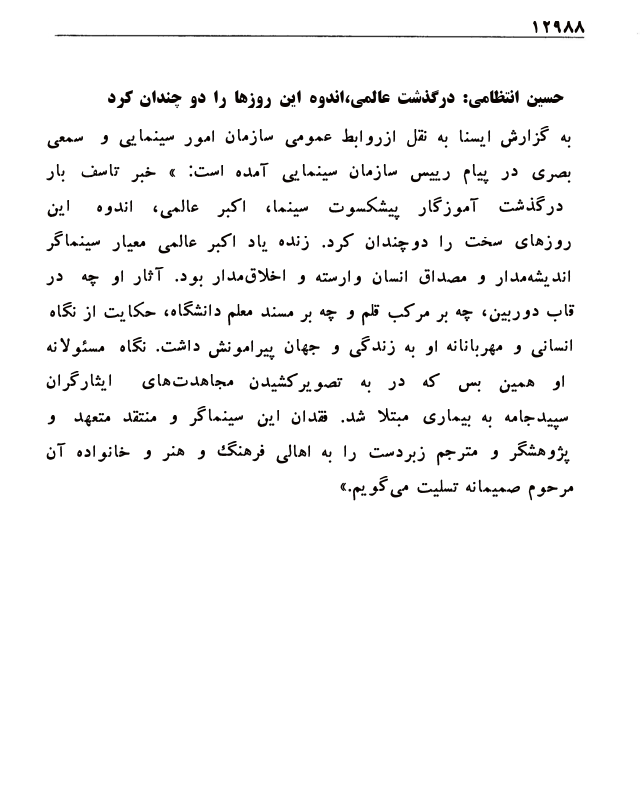 ۱۲۹۸۸
حسین انتظامی: درگذشت عالمی،اندوه این روزها را دو چندان کرد
به گزارش ایسنا به نقل ازروابط عمومی سازمان امور سینمایی و سمعی
بصری در پیام رییس سازمان سینمایی آمده است: » خبر تاسف بار
درگذشت آموزگار پیشکسوت سینما، اکبر عالمی، اندوه این
روزهای سخت را دوچندان کرد. زنده یاد اکبر عالمی معیار سینماگر
اندیشه‌مدار و مصداق انسان وارسته و اخلاق‌مدار بود. آثار او چه در
قاب دوربین، چه بر مرکب قلم و چه بر مسند معلم دانشگاه، حکایت از نگاه
انسانی و مهربانانه او به زندگی و جهان پیرامونش داشت. نگاه مسئولانه
او همین بس که در به تصویرکشیدن مجاهدت‌های ایثارگران
سپیدجامه به بیماری مبتلا شد. فقدان این سینماگر و منتقد متعهد و
پژوهشگر و مترجم زبردست را به اهالی فرهنگ و هنر و خانواده آن
مرحوم صمیمانه تسلیت می‌گویم.»